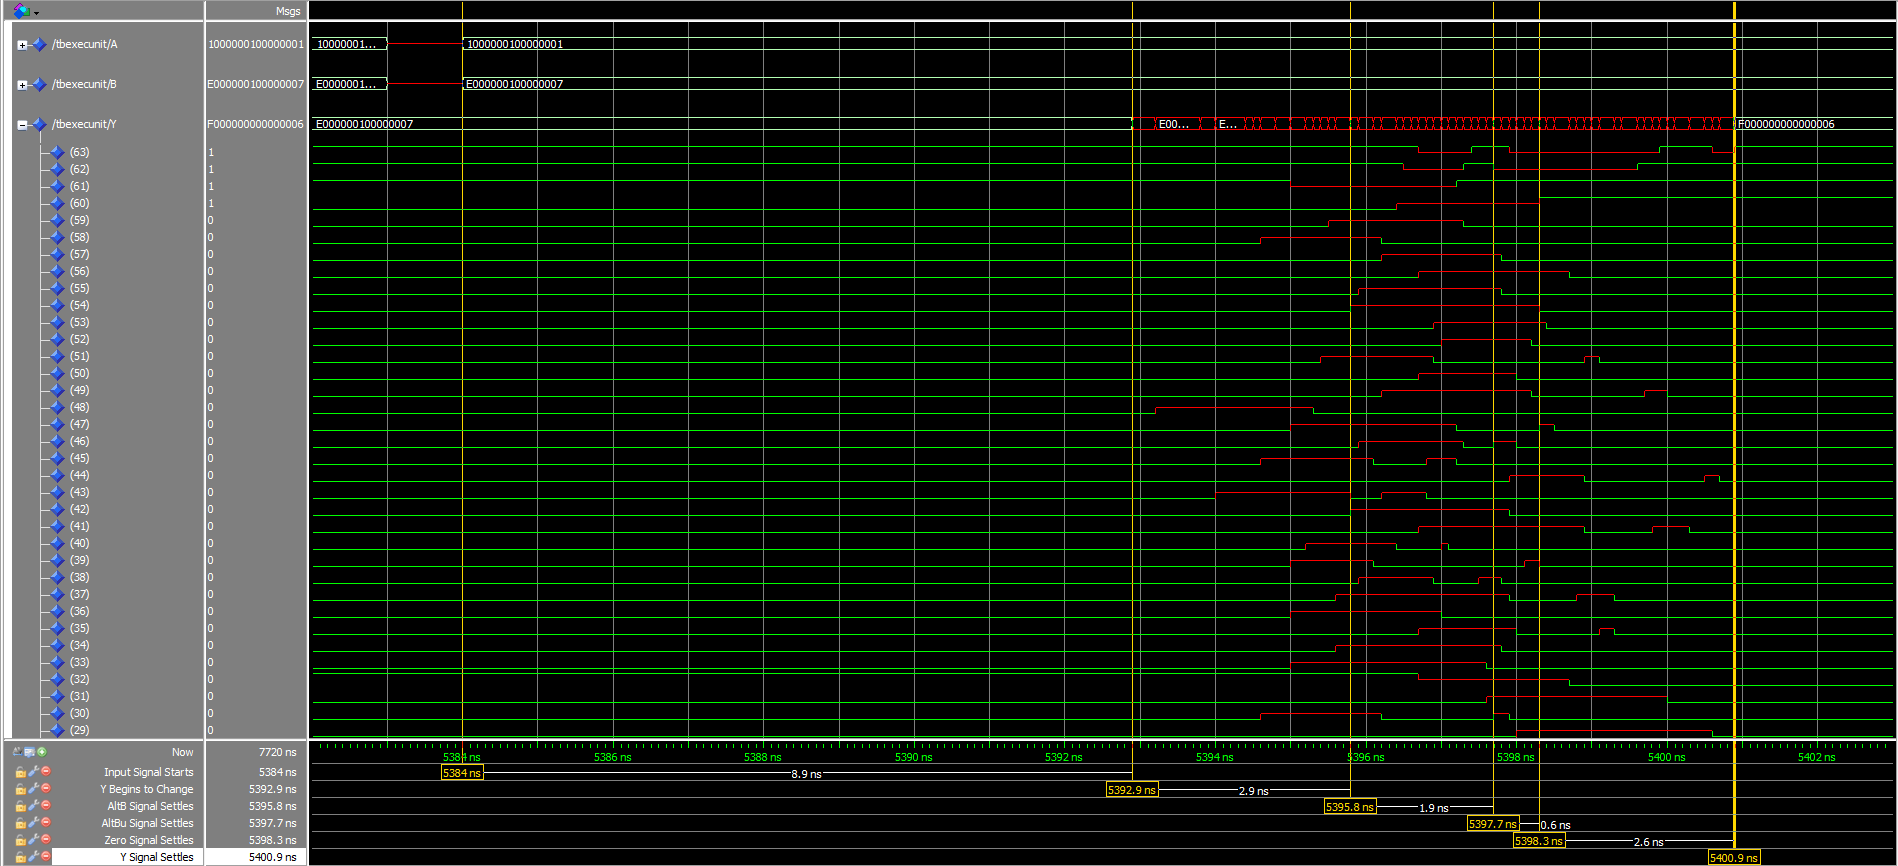 Msgs
/tbexecunit/A 1000000100000001 10000001... 1000000100000001
/tbexecunit/B E000000100000007 E0000001... E000000100000007
/tbexecunit/Y F000000000000006 E000000100000007 E00... E... F000000000000006
(63) 1
(62) 1
(61) 1
(60) 1
(59) 0
(58) 0
(57) 0
(56) 0
(55) 0
(54) 0
(53) 0
(52) 0
(51) 0
(50) 0
(49) 0
(48) 0
(47) 0
(46) 0
(45) 0
(44) 0
(43) 0
(42) 0
(41) 0
(40) 0
(39) 0
(38) 0
(37) 0
(36) 0
(35) 0
(34) 0
(33) 0
(32) 0
(31) 0
(30) 0
(29) 0
Now 7720 ns
5384 ns 5386 ns 5388 ns 5390 ns 5392 ns 5394 ns 5396 ns 5398 ns 5400 ns 5402 ns
Input Signal Starts 5384 ns 5384 ns 8.9 ns
Y Begins to Change 5392.9 ns 5392.9 ns 2.9 ns
AltB Signal Settles 5395.8 ns 5395.8 ns 1.9 ns
AltBu Signal Settles 5397.7 ns 5397.7 ns 0.6 ns
Zero Signal Settles 5398.3 ns 5398.3 ns 2.6 ns
Y Signal Settles 5400.9 ns 5400.9 ns